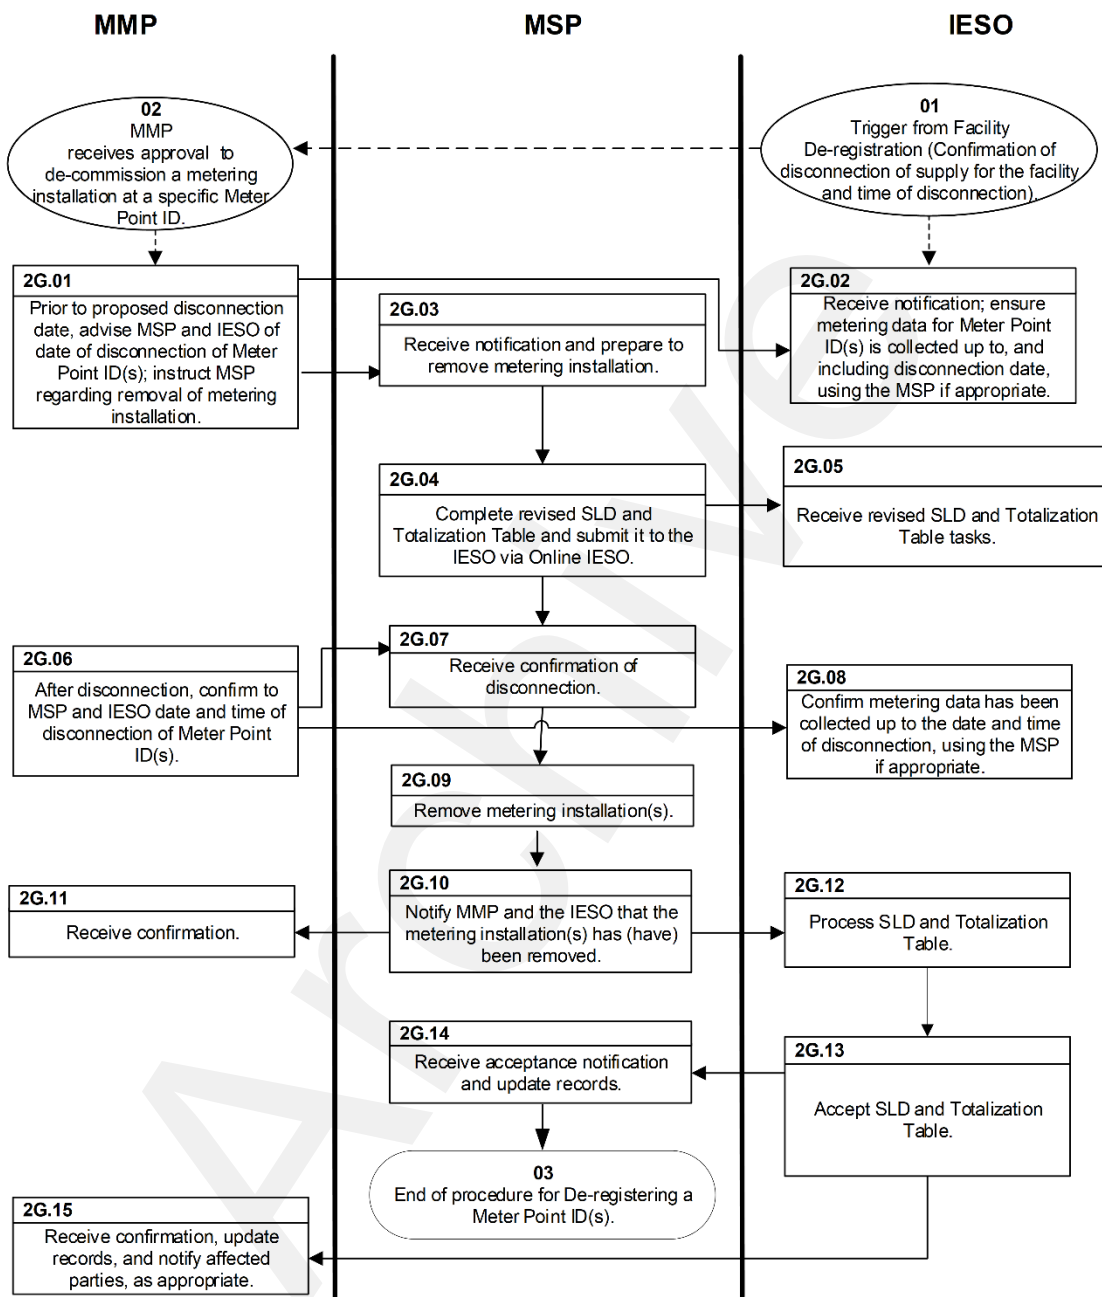 MMP
MSP
IESO
02
MMP
receives approval to
de-commission a metering
installation at a specific Meter
Point ID.
01
Trigger from Facility
De-registration (Confirmation of
disconnection of supply for the facility
and time of disconnection).
2G.01
Prior to proposed disconnection
date, advise MSP and IESO of
date of disconnection of Meter
Point ID(s); instruct MSP
regarding removal of metering
installation.
2G.03
Receive notification and prepare to
remove metering installation.
2G.02
Receive notification; ensure
metering data for Meter Point
ID(s) is collected up to, and
including disconnection date,
using the MSP if appropriate.
2G.04
Complete revised SLD and
Totalization Table and submit it to the
IESO via Online IESO.
2G.05
Receive revised SLD and Totalization
Table tasks.
2G.06
After disconnection, confirm to
MSP and IESO date and time of
disconnection of Meter Point
ID(s).
2G.07
Receive confirmation of
disconnection.
2G.08
Confirm metering data has been
collected up to the date and time
of disconnection, using the MSP
if appropriate.
2G.09
Remove metering installation(s).
2G.10
Notify MMP and the IESO that the
metering installation(s) has (have)
been removed.
2G.11
Receive confirmation.
2G.12
Process SLD and Totalization
Table.
2G.14
Receive acceptance notification
and update records.
2G.13
Accept SLD and Totalization
Table.
03
End of procedure for De-registering a
Meter Point ID(s).
2G.15
Receive confirmation, update
records, and notify affected
parties, as appropriate.
Archive